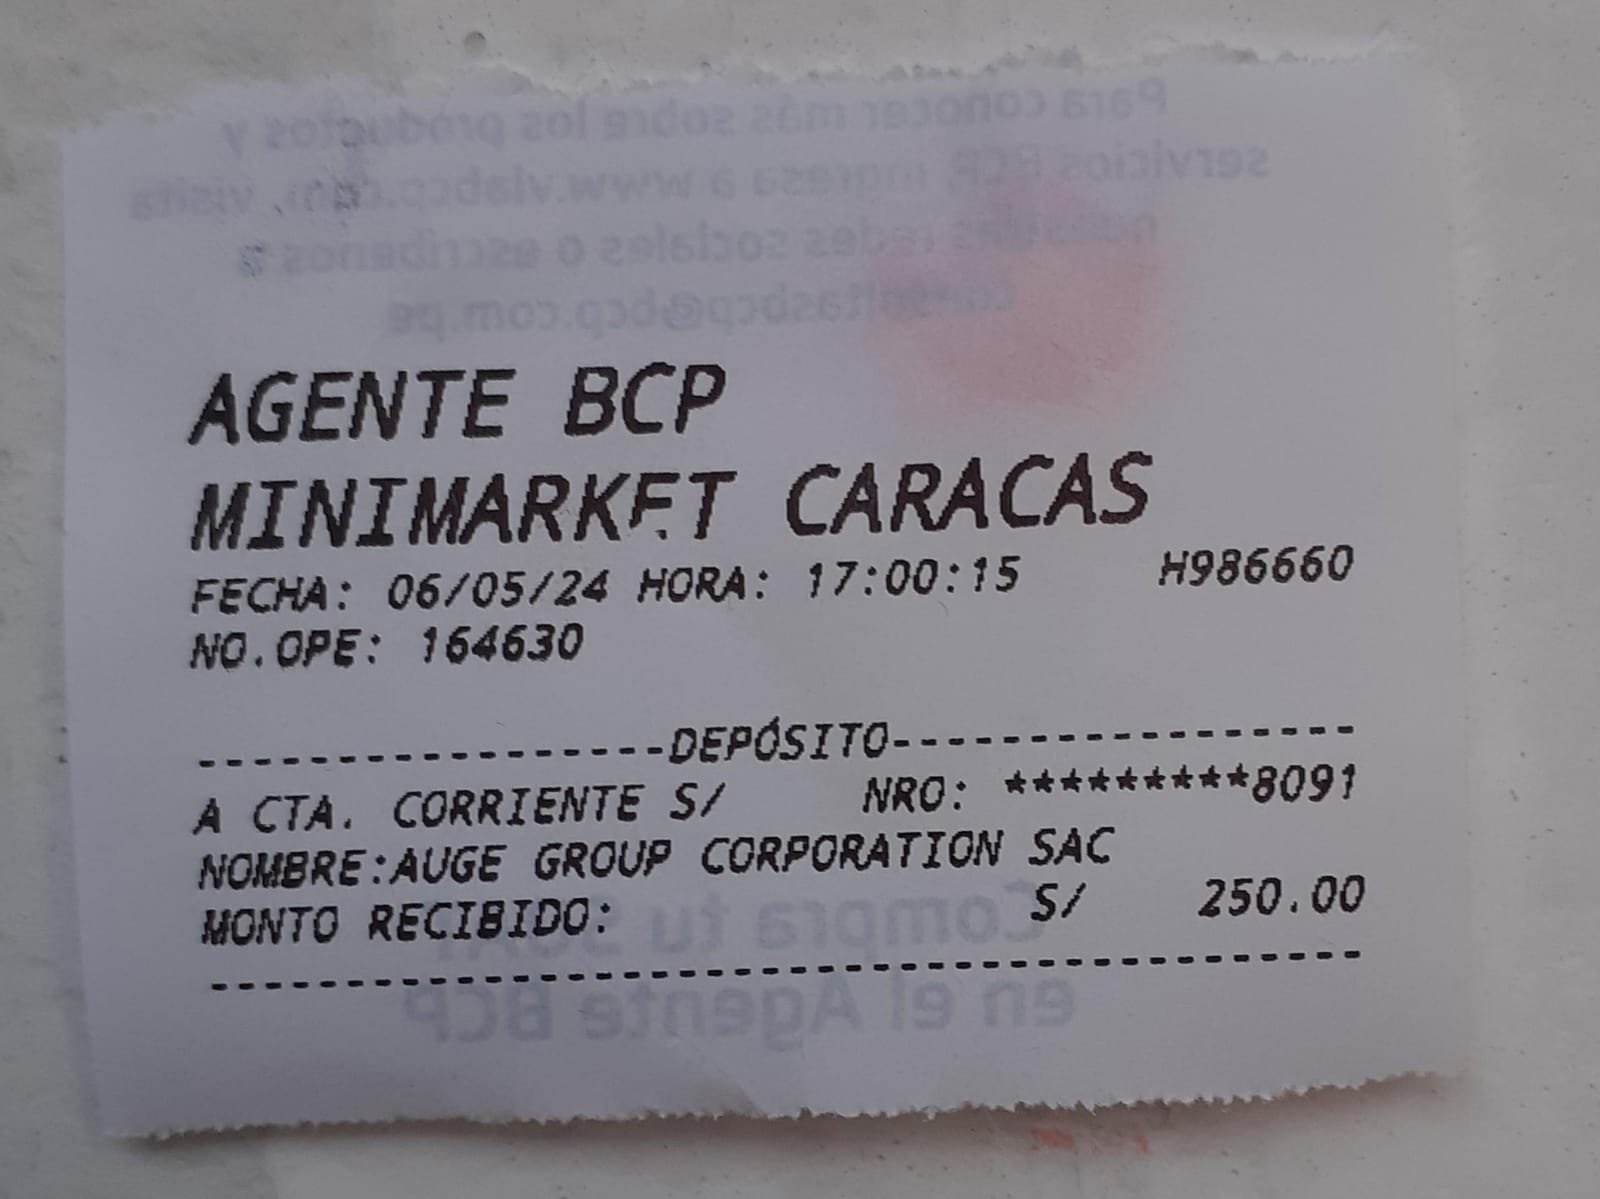 Para conocer más sobre los productos y
servicios BCP ingresa a www.viabcp.com, visita
nuestras redes sociales o escríbenos a
consultasbcp@bcp.com.pe
AGENTE BCP
MINIMARKET CARACAS
FECHA: 06/05/24 HORA: 17:00:15 H986660
NO.OPE: 164630
-----------------DEPÓSITO-----------------
A CTA. CORRIENTE S/ NRO: *********8091
NOMBRE:AUGE GROUP CORPORATION SAC
MONTO RECIBIDO: S/ 250.00
Compra tu SOAT
en el Agente BCP